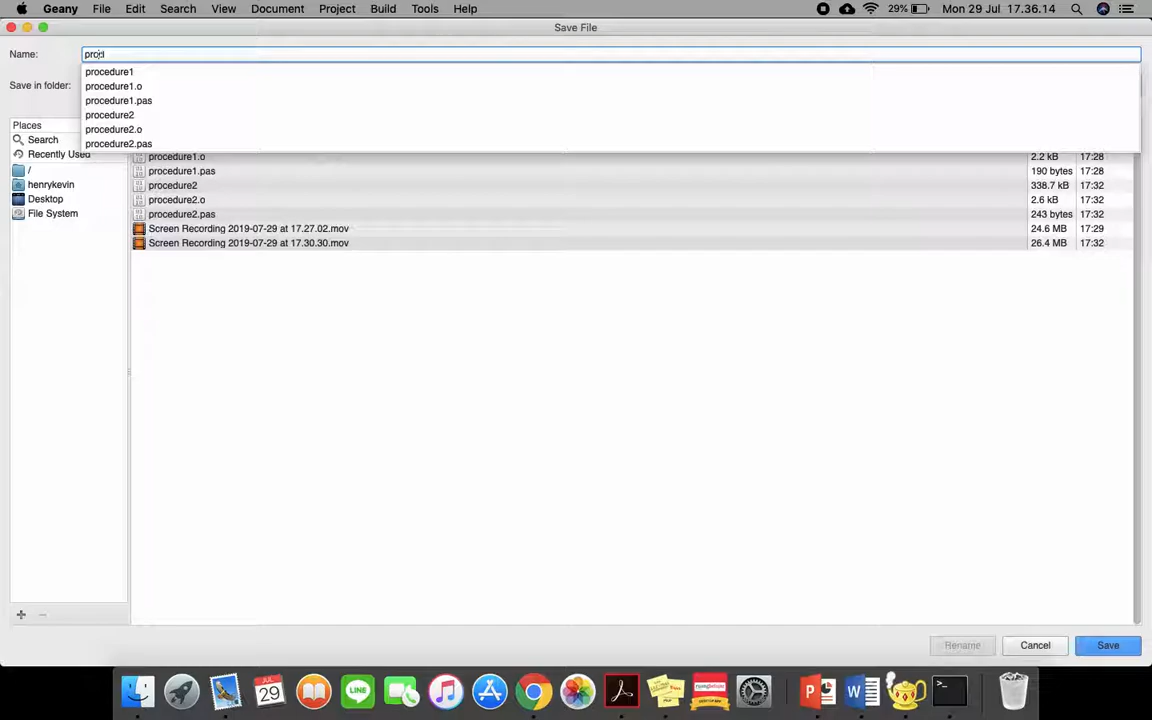 Geany File Edit Search View Document Project Build Tools Help 29% Mon 29 Jul 17.36.14
Save File
Name:
procedure1
procedure1.o
procedure1.pas
procedure2
procedure2.o
procedure2.pas
Save in folder:
Places
Search
Recently Used
/
henrykevin
Desktop
File System
procedure1.o 2.2 kB 17:28
procedure1.pas 190 bytes 17:28
procedure2 338.7 kB 17:32
procedure2.o 2.6 kB 17:32
procedure2.pas 243 bytes 17:32
Screen Recording 2019-07-29 at 17.27.02.mov 24.6 MB 17:29
Screen Recording 2019-07-29 at 17.30.30.mov 26.4 MB 17:32
Rename Cancel Save
29
LINE